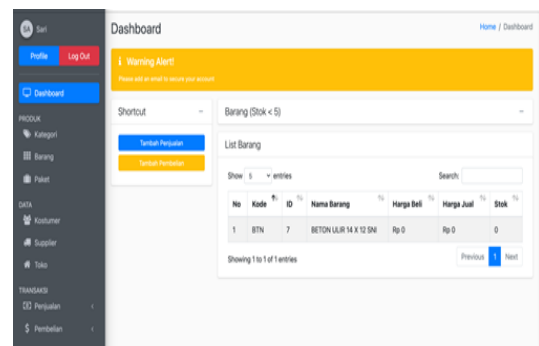 SA Sari
Profile Log Out
Dashboard
PRODUK
Kategori
Barang
Paket
DATA
Kostumer
Supplier
Toko
TRANSAKSI
Penjualan
Pembelian
Dashboard
Home / Dashboard
Warning Alert!
Please add an email to secure your account
Shortcut
Tambah Penjualan
Tambah Pembelian
Barang (Stok < 5)
List Barang
Show 5 entries
Search:
No Kode ID Nama Barang Harga Beli Harga Jual Stok
1 BTN 7 BETON ULIR 14 X 12 SNI Rp 0 Rp 0 0
Showing 1 to 1 of 1 entries
Previous 1 Next